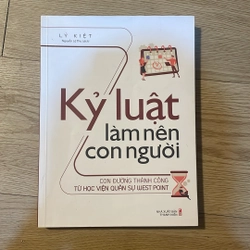 LÝ KIỆT
Kỷ luật
làm nên
con người
CON ĐƯỜNG THÀNH CÔNG
TỪ HỌC VIỆN QUÂN SỰ WEST POINT